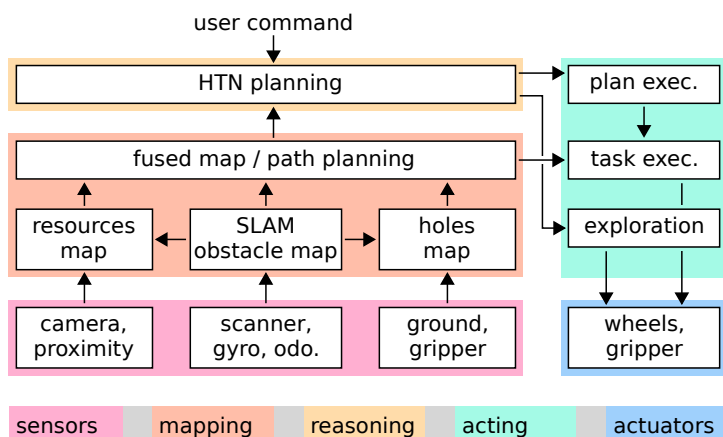 user command
HTN planning
plan exec.
fused map / path planning
task exec.
resources
map
SLAM
obstacle map
holes
map
exploration
camera,
proximity
scanner,
gyro, odo.
ground,
gripper
wheels,
gripper
sensors
mapping
reasoning
acting
actuators